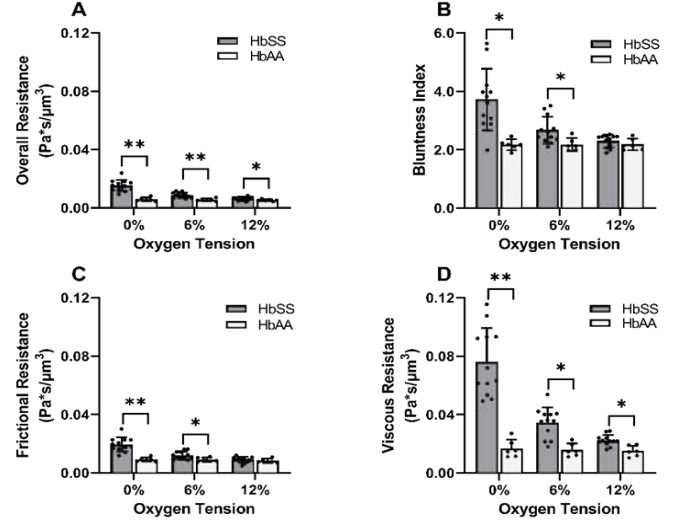 A
Overall Resistance
(Pa*s/μm³)
0.12
0.08
0.04
0.00
HbSS
HbAA
**
**
*
0%
6%
12%
Oxygen Tension
B
Bluntness Index
6.0
4.0
2.0
0.0
HbSS
HbAA
*
*
0%
6%
12%
Oxygen Tension
C
Frictional Resistance
(Pa*s/μm³)
0.12
0.08
0.04
0.00
HbSS
HbAA
**
*
0%
6%
12%
Oxygen Tension
D
Viscous Resistance
(Pa*s/μm³)
0.12
0.08
0.04
0.00
HbSS
HbAA
**
*
*
0%
6%
12%
Oxygen Tension